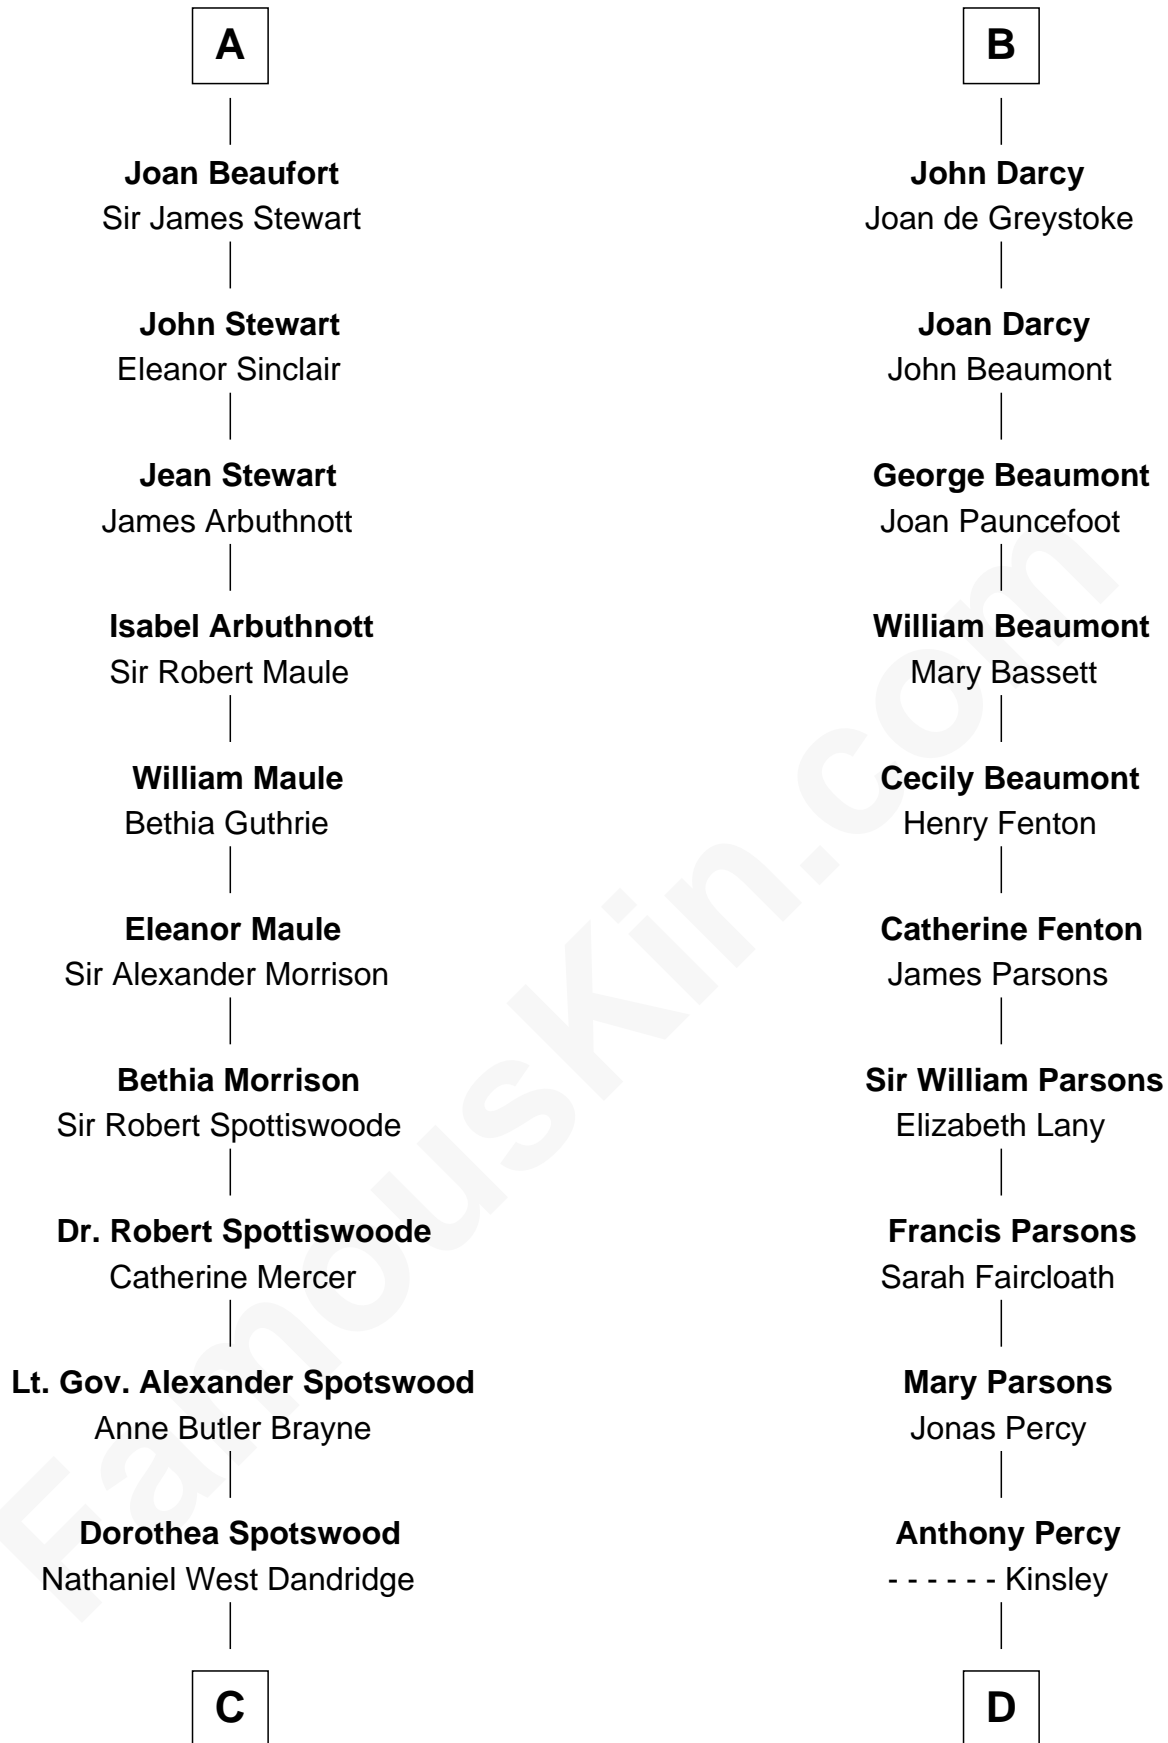 A
Joan Beaufort
Sir James Stewart
John Stewart
Eleanor Sinclair
Jean Stewart
James Arbuthnott
Isabel Arbuthnott
Sir Robert Maule
William Maule
Bethia Guthrie
Eleanor Maule
Sir Alexander Morrison
Bethia Morrison
Sir Robert Spottiswoode
Dr. Robert Spottiswoode
Catherine Mercer
Lt. Gov. Alexander Spotswood
Anne Butler Brayne
Dorothea Spotswood
Nathaniel West Dandridge
C
B
John Darcy
Joan de Greystoke
Joan Darcy
John Beaumont
George Beaumont
Joan Pauncefoot
William Beaumont
Mary Bassett
Cecily Beaumont
Henry Fenton
Catherine Fenton
James Parsons
Sir William Parsons
Elizabeth Lany
Francis Parsons
Sarah Faircloath
Mary Parsons
Jonas Percy
Anthony Percy
- - - - - - Kinsley
D
FamousKin.com